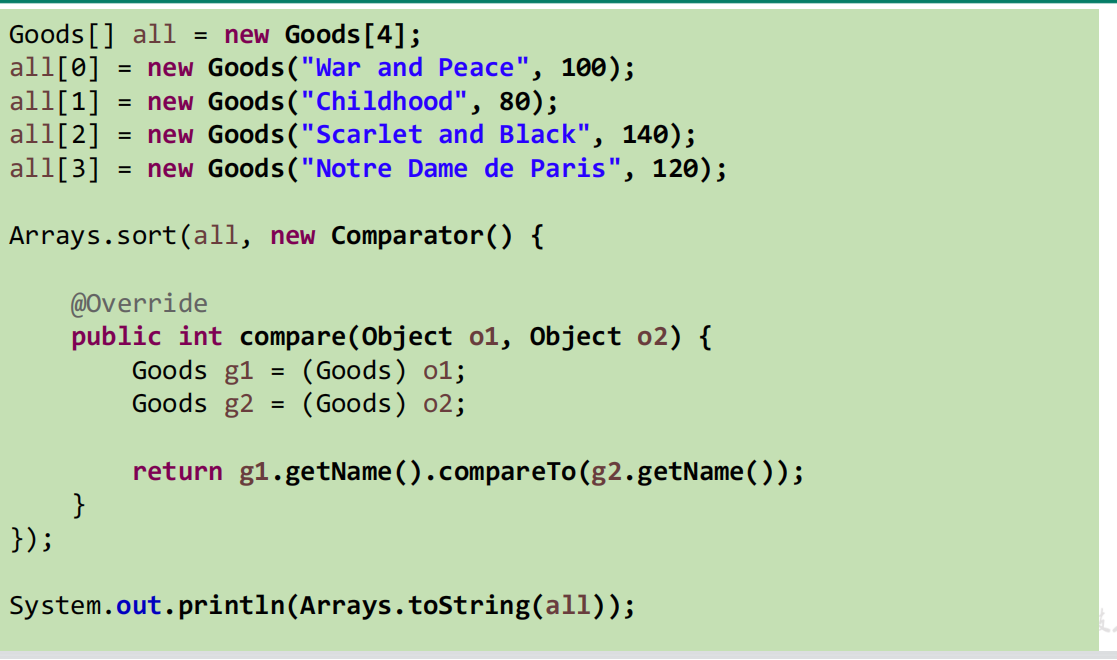 Goods[] all = new Goods[4];
all[0] = new Goods("War and Peace", 100);
all[1] = new Goods("Childhood", 80);
all[2] = new Goods("Scarlet and Black", 140);
all[3] = new Goods("Notre Dame de Paris", 120);
Arrays.sort(all, new Comparator() {
@Override
public int compare(Object o1, Object o2) {
Goods g1 = (Goods) o1;
Goods g2 = (Goods) o2;
return g1.getName().compareTo(g2.getName());
}
});
System.out.println(Arrays.toString(all));